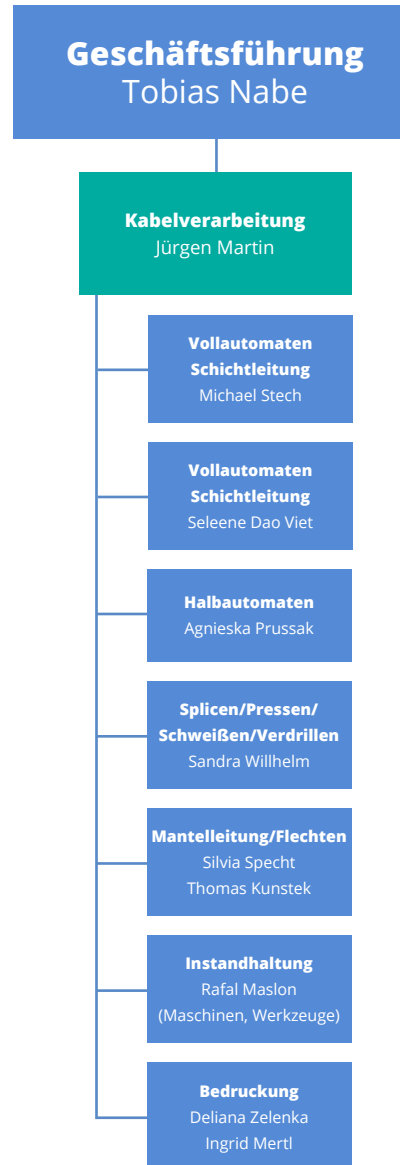 Geschäftsführung
Tobias Nabe
Kabelverarbeitung
Jürgen Martin
Vollautomaten
Schichtleitung
Michael Stech
Vollautomaten
Schichtleitung
Seleene Dao Viet
Halbautomaten
Agnieska Prussak
Splicen/Pressen/
Schweißen/Verdrillen
Sandra Willhelm
Mantelleitung/Flechten
Silvia Specht
Thomas Kunstek
Instandhaltung
Rafal Maslon
(Maschinen, Werkzeuge)
Bedruckung
Deliana Zelenka
Ingrid Mertl